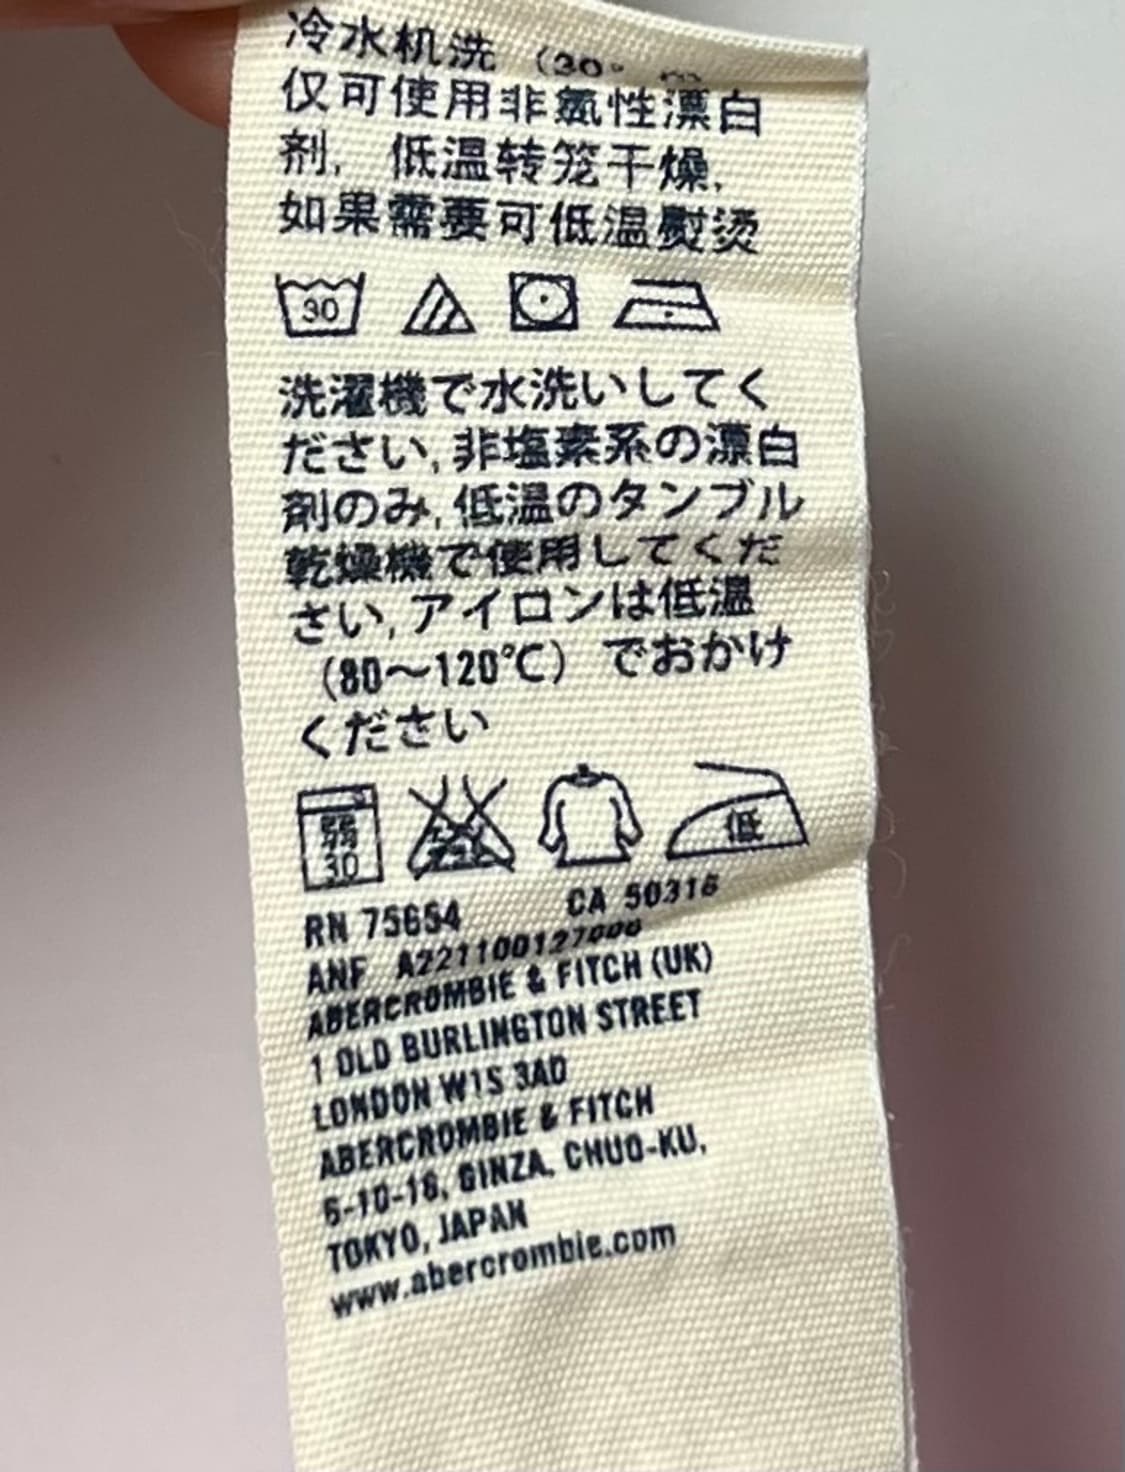 冷水机洗 (30°
仅可使用非氯性漂白
剂, 低温转笼干燥,
如果需要可低温熨烫
30
洗濯機で水洗いしてく
ださい, 非塩素系の漂白
剤のみ, 低温のタンブル
乾燥機で使用してくだ
さい, アイロンは低温
(80～120℃) でおかけ
ください
弱
30
低
RN 75654 CA 50316
ANF
ABERCROMBIE & FITCH (UK)
1 OLD BURLINGTON STREET
LONDON W1S 3AD
ABERCROMBIE & FITCH
6-10-16, GINZA, CHUO-KU,
TOKYO, JAPAN
www.abercrombie.com